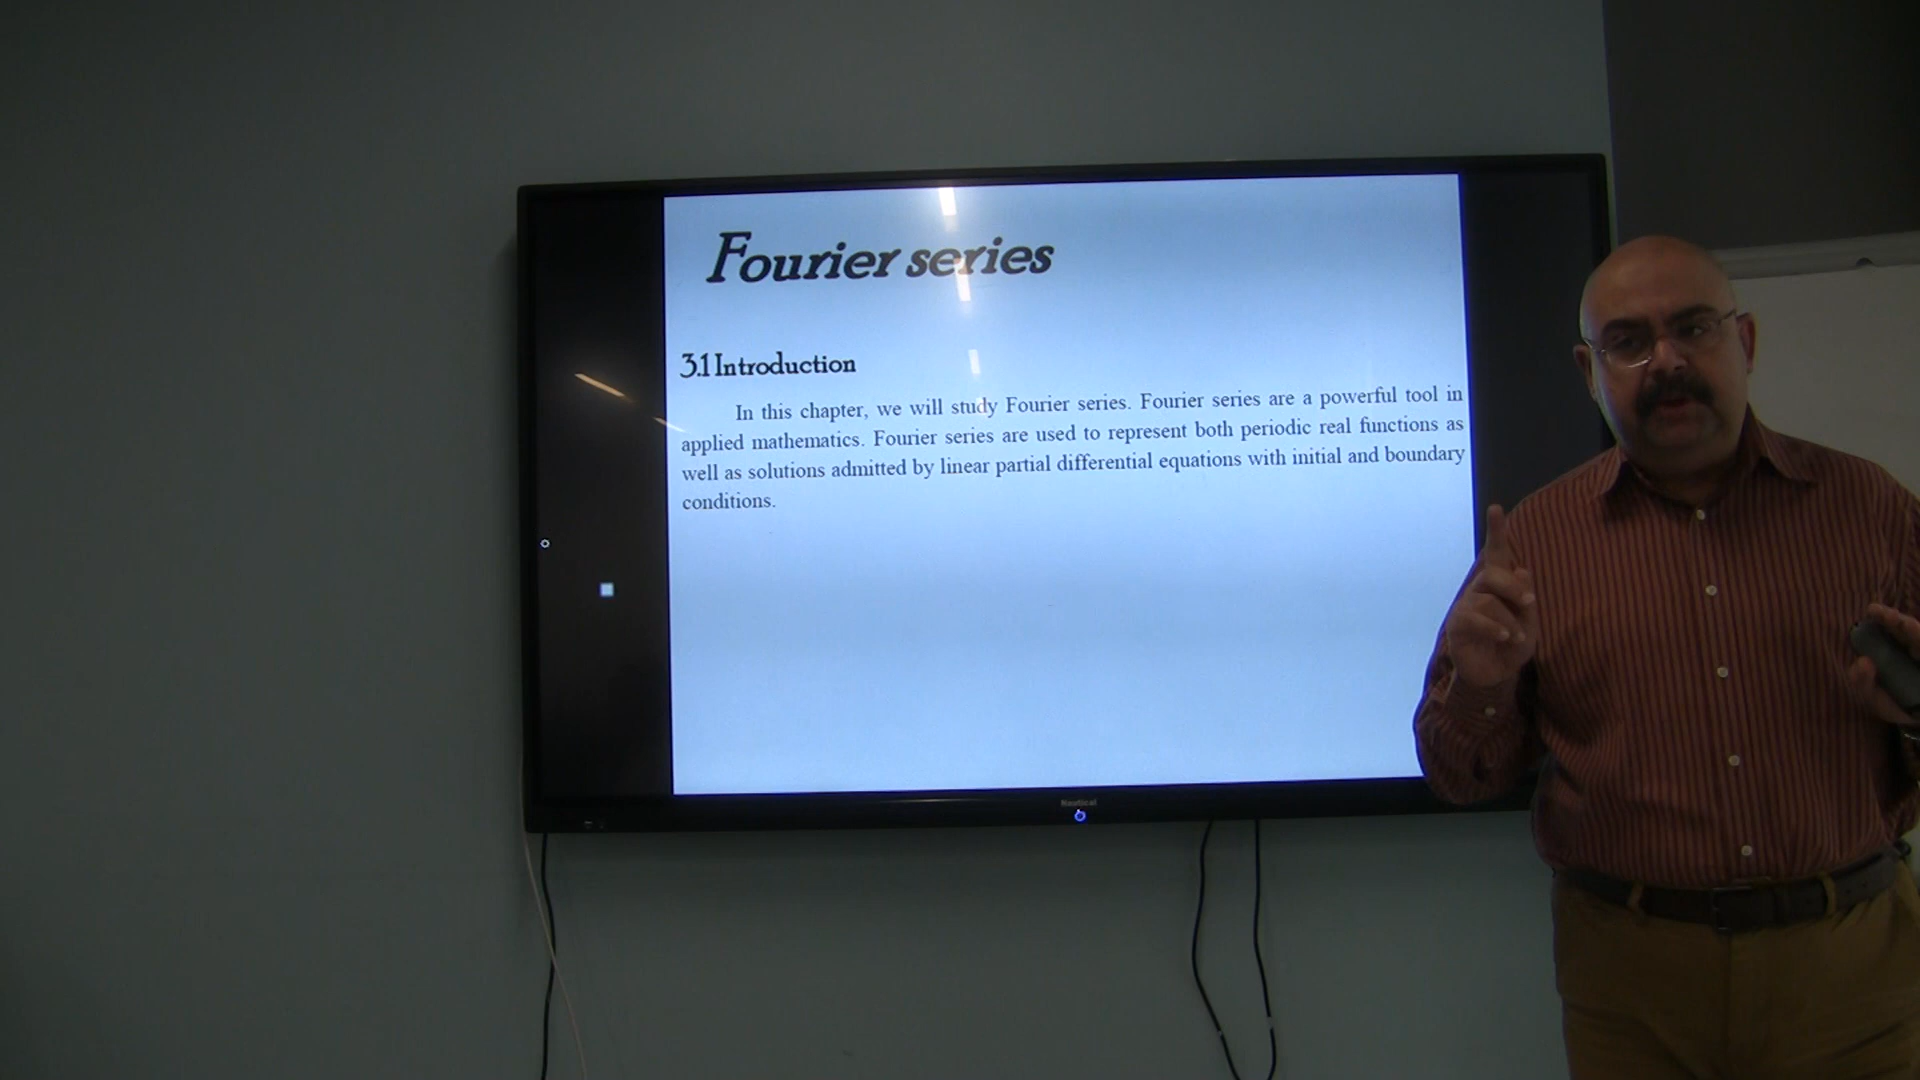 Fourier series
3.1 Introduction
In this chapter, we will study Fourier series. Fourier series are a powerful tool in
applied mathematics. Fourier series are used to represent both periodic real functions as
well as solutions admitted by linear partial differential equations with initial and boundary
conditions.
Nautical